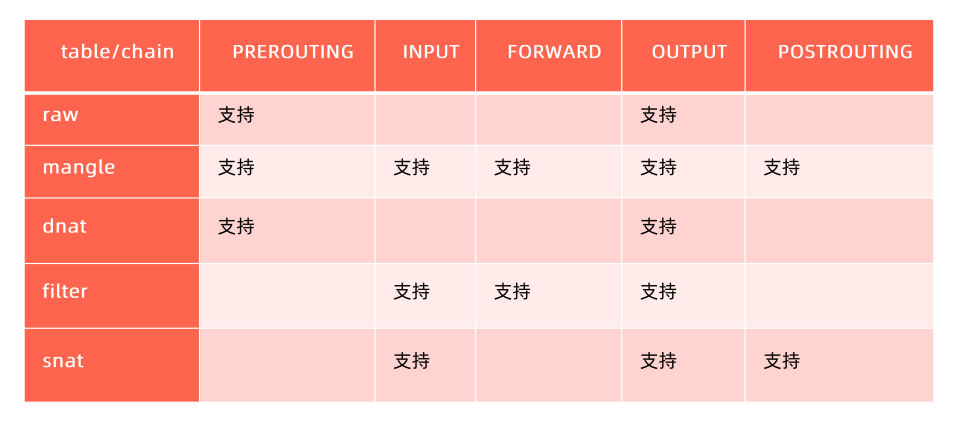 table/chain PREROUTING INPUT FORWARD OUTPUT POSTROUTING
raw 支持 支持
mangle 支持 支持 支持 支持 支持
dnat 支持 支持
filter 支持 支持 支持
snat 支持 支持 支持